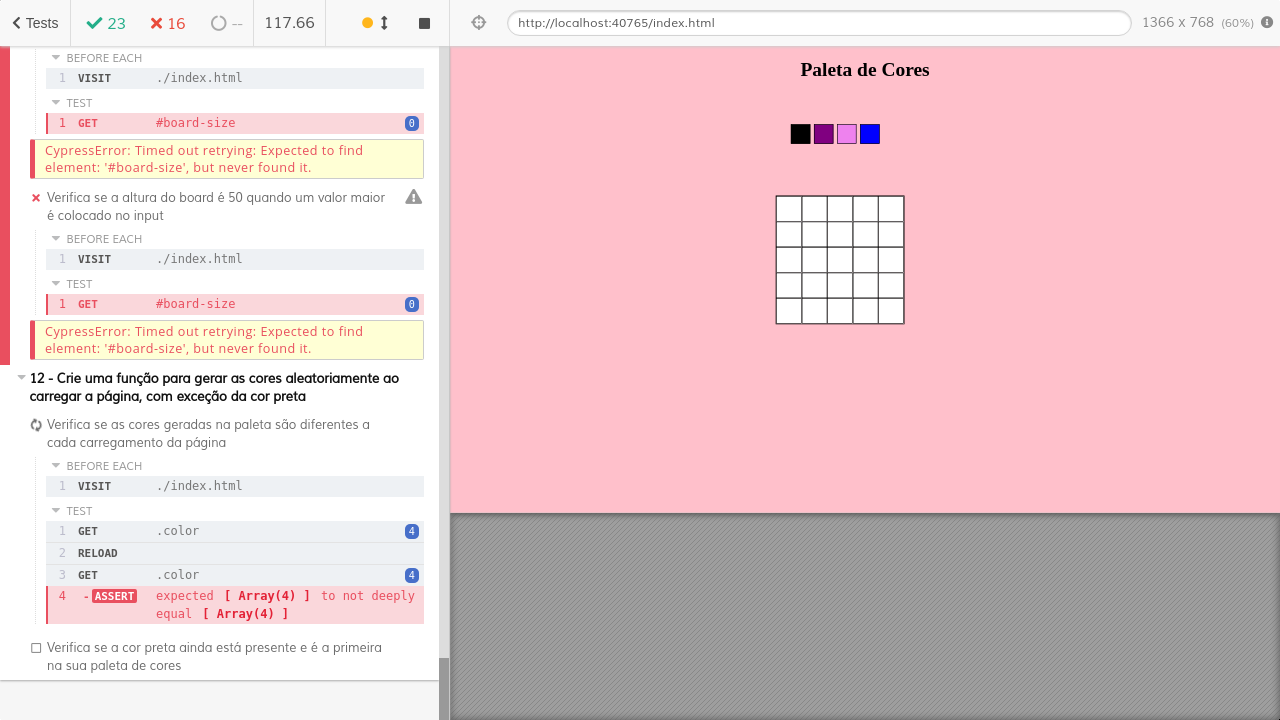 Tests
23
16
--
117.66
http://localhost:40765/index.html
1366 x 768 (60%)
BEFORE EACH
1 VISIT ./index.html
TEST
1 GET #board-size 0
CypressError: Timed out retrying: Expected to find
element: '#board-size', but never found it.
Verifica se a altura do board é 50 quando um valor maior
é colocado no input
BEFORE EACH
1 VISIT ./index.html
TEST
1 GET #board-size 0
CypressError: Timed out retrying: Expected to find
element: '#board-size', but never found it.
12 - Crie uma função para gerar as cores aleatoriamente ao
carregar a página, com exceção da cor preta
Verifica se as cores geradas na paleta são diferentes a
cada carregamento da página
BEFORE EACH
1 VISIT ./index.html
TEST
1 GET .color 4
2 RELOAD
3 GET .color 4
4 -ASSERT expected [ Array(4) ] to not deeply
equal [ Array(4) ]
Verifica se a cor preta ainda está presente e é a primeira
na sua paleta de cores
Paleta de Cores